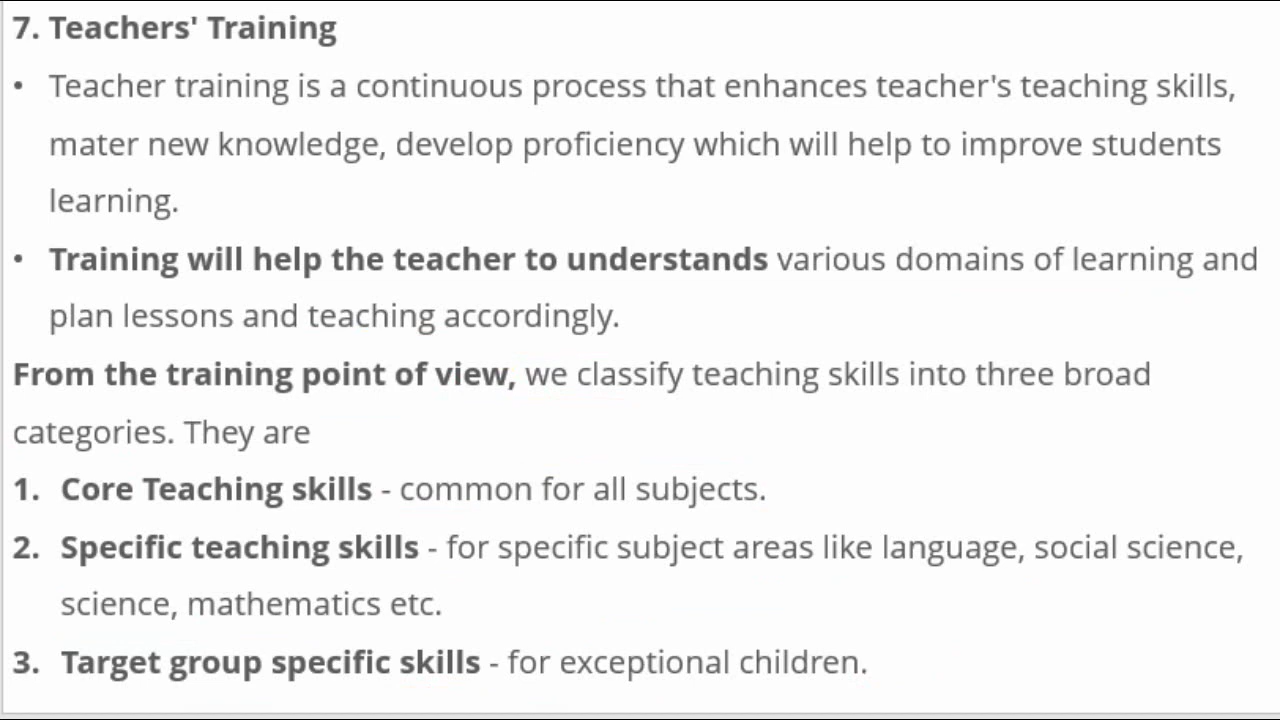 7. Teachers' Training
• Teacher training is a continuous process that enhances teacher's teaching skills,
mater new knowledge, develop proficiency which will help to improve students
learning.
• Training will help the teacher to understands various domains of learning and
plan lessons and teaching accordingly.
From the training point of view, we classify teaching skills into three broad
categories. They are
1. Core Teaching skills - common for all subjects.
2. Specific teaching skills - for specific subject areas like language, social science,
science, mathematics etc.
3. Target group specific skills - for exceptional children.